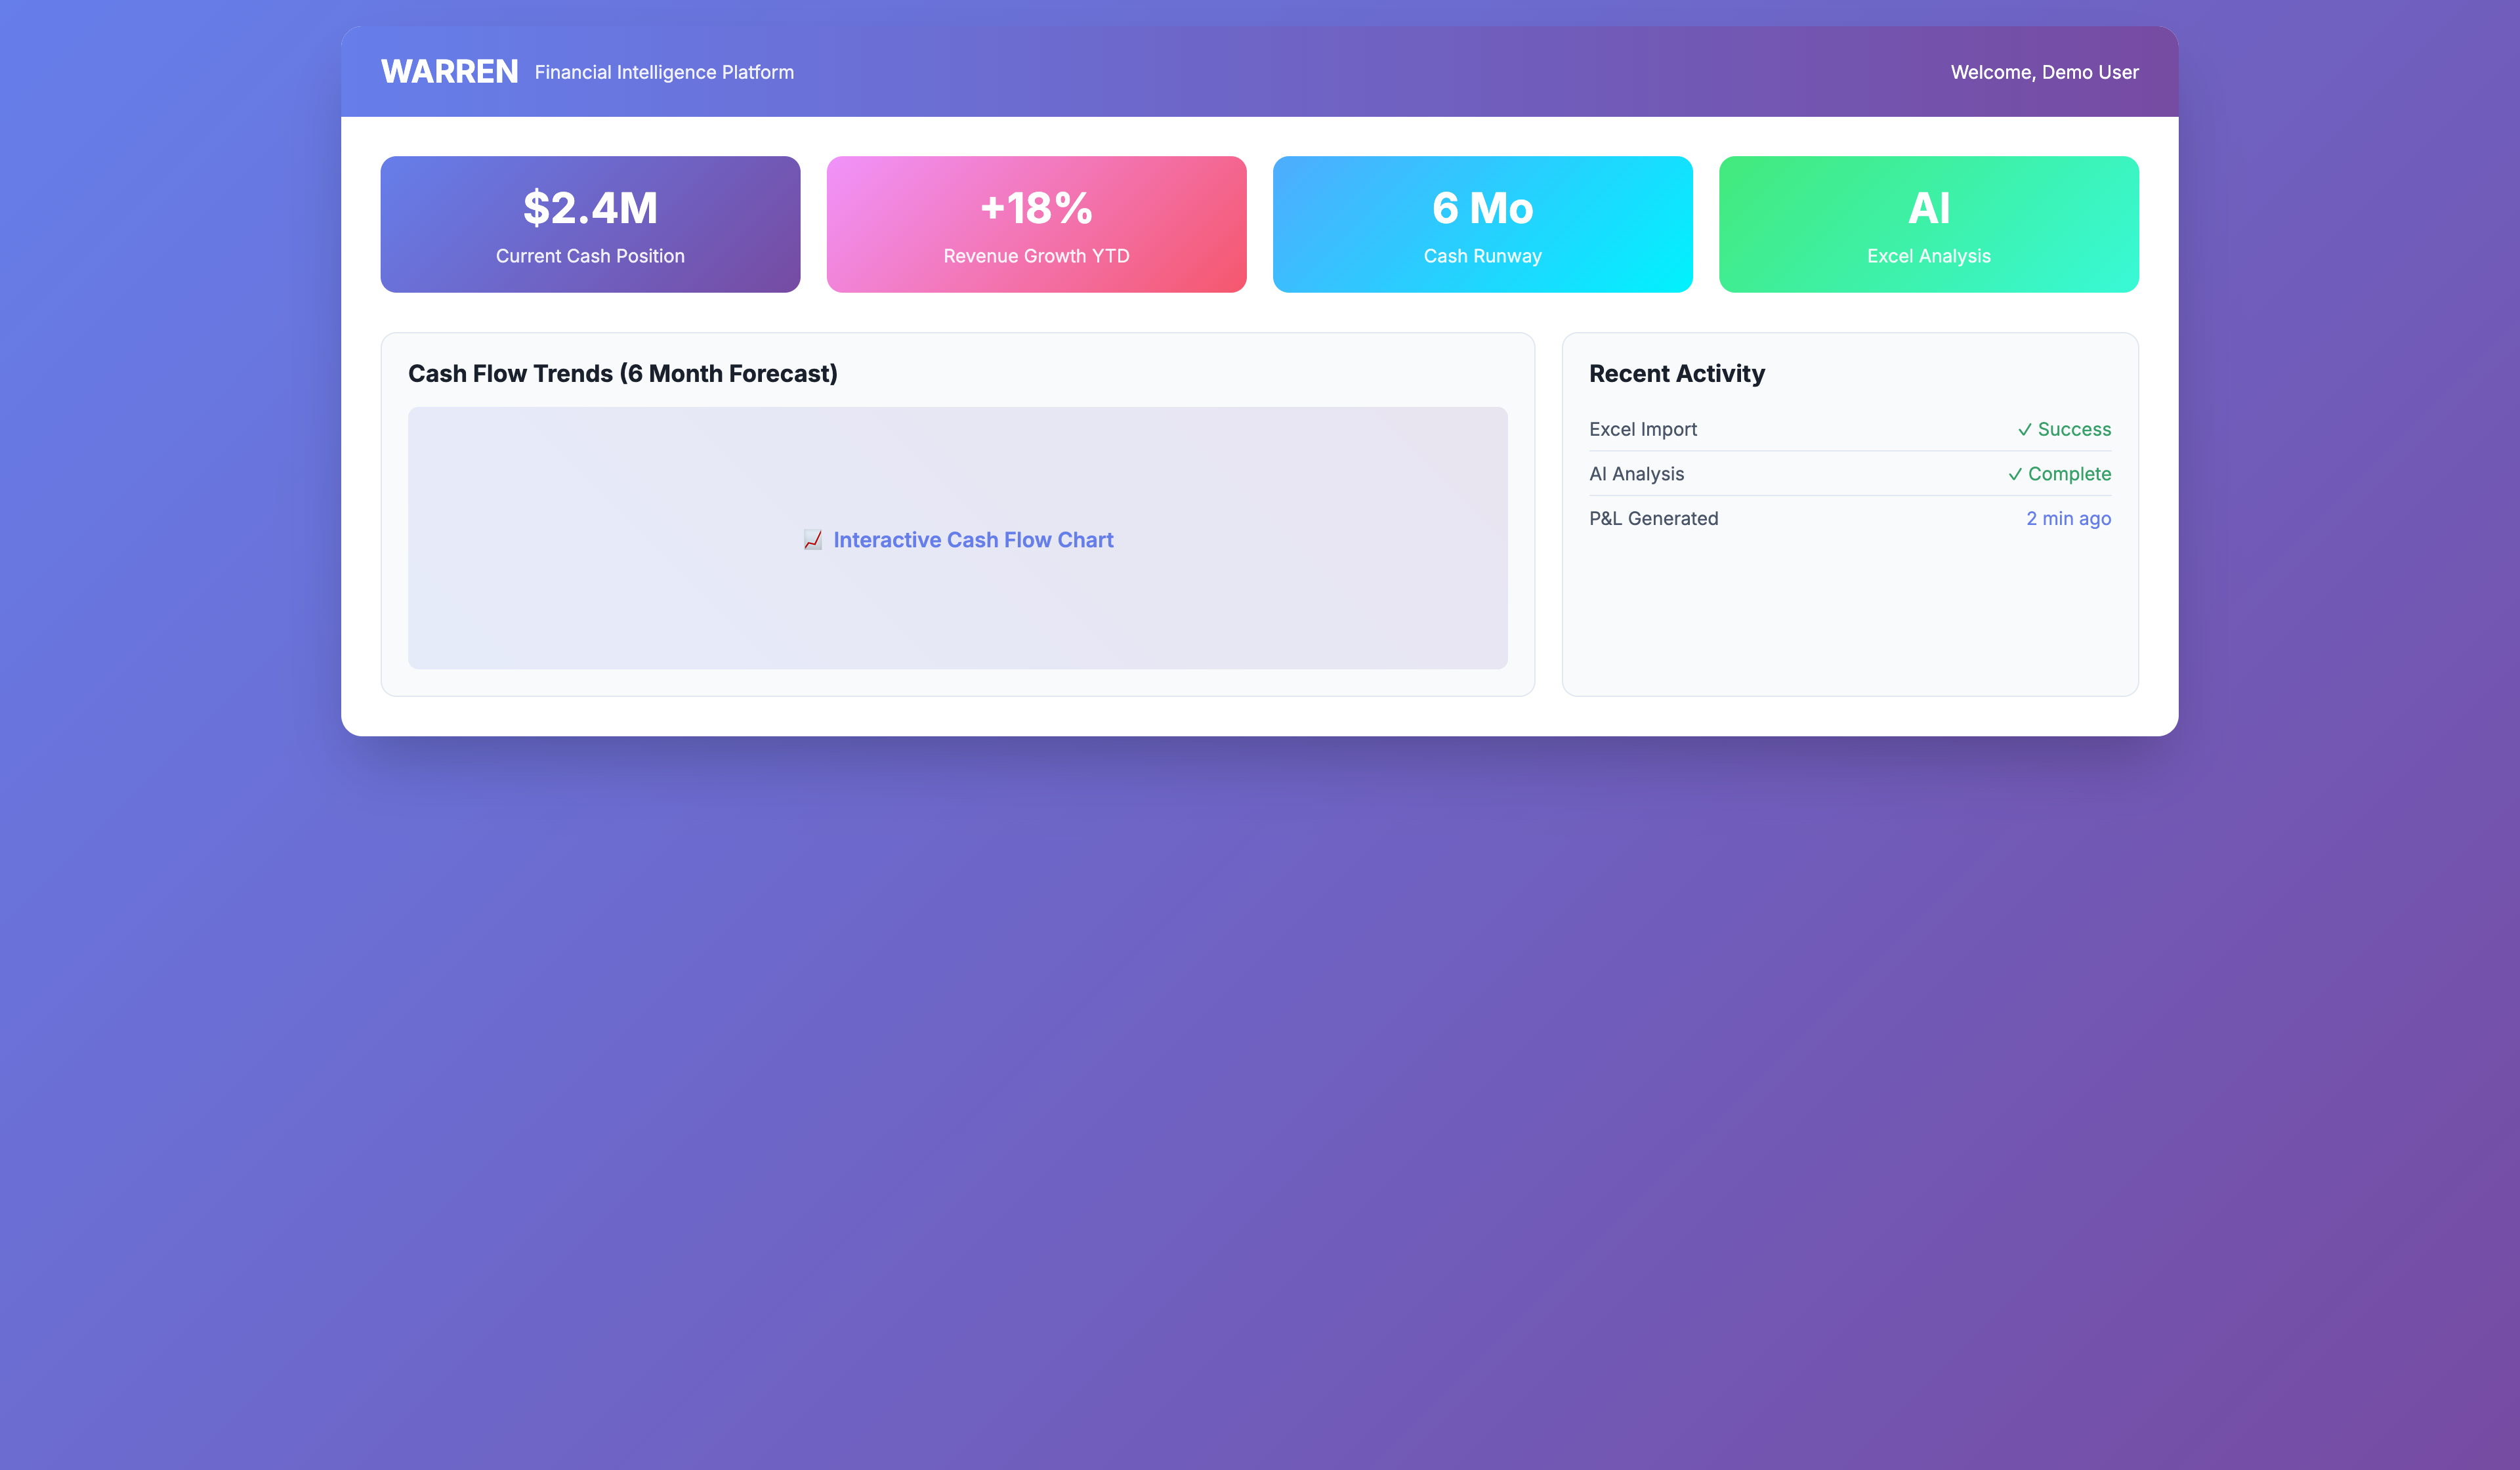 WARREN Financial Intelligence Platform
Welcome, Demo User
$2.4M
Current Cash Position
+18%
Revenue Growth YTD
6 Mo
Cash Runway
AI
Excel Analysis
Cash Flow Trends (6 Month Forecast)
📈 Interactive Cash Flow Chart
Recent Activity
Excel Import ✓ Success
AI Analysis ✓ Complete
P&L Generated 2 min ago